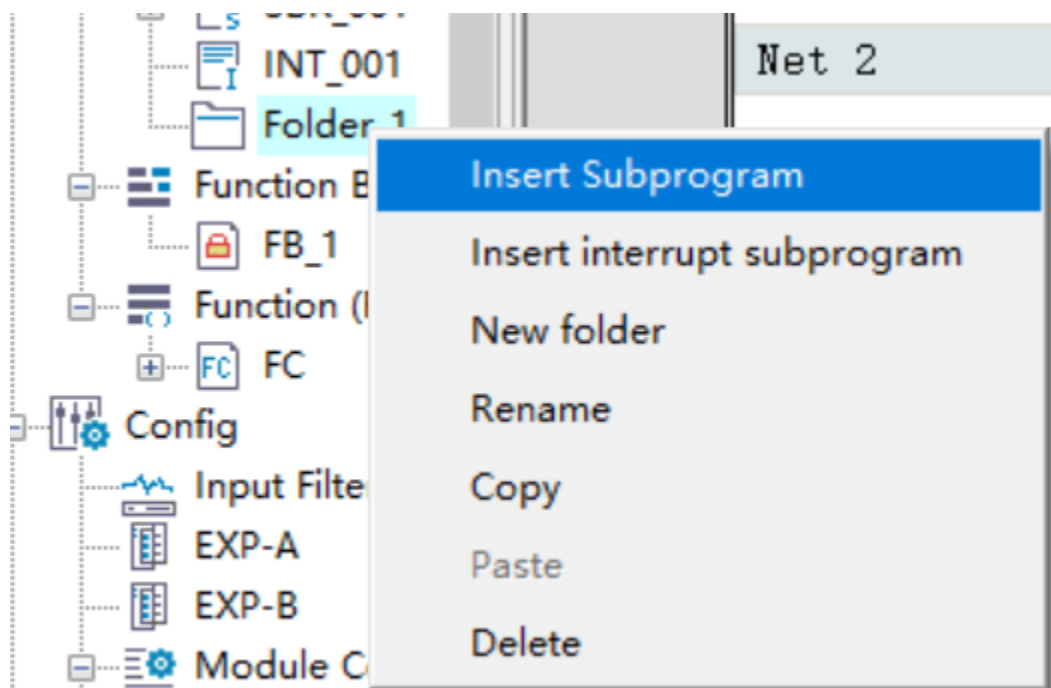 INT_001
Folder_1
Function B
FB_1
Function (
FC
FC
Config
Input Filte
EXP-A
EXP-B
Module C
Net 2
Insert Subprogram
Insert interrupt subprogram
New folder
Rename
Copy
Paste
Delete